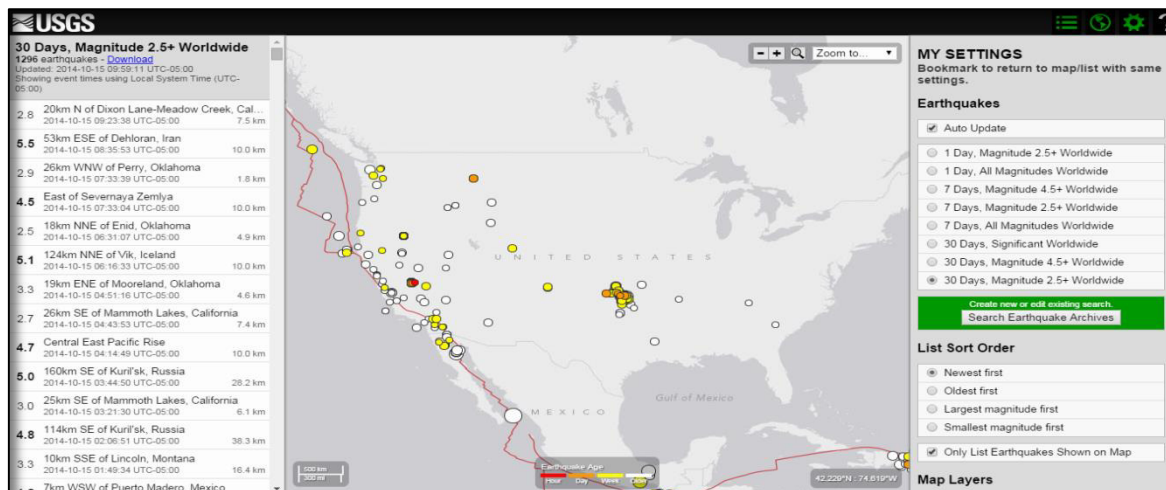 USGS
30 Days, Magnitude 2.5+ Worldwide
1296 earthquakes - Download
Updated: 2014-10-15 09:59:11 UTC-05:00
Showing event times using Local System Time (UTC-
05:00)
2.8 20km N of Dixon Lane-Meadow Creek, Cal...
2014-10-15 09:23:38 UTC-05:00 7.5 km
5.5 53km ESE of Dehloran, Iran
2014-10-15 08:35:53 UTC-05:00 10.0 km
2.9 26km WNW of Perry, Oklahoma
2014-10-15 07:33:39 UTC-05:00 1.8 km
4.5 East of Severnaya Zemlya
2014-10-15 07:33:04 UTC-05:00 10.0 km
2.5 18km NNE of Enid, Oklahoma
2014-10-15 06:31:07 UTC-05:00 4.9 km
5.1 124km NNE of Vik, Iceland
2014-10-15 06:16:33 UTC-05:00 10.0 km
3.3 19km ENE of Mooreland, Oklahoma
2014-10-15 04:51:16 UTC-05:00 4.6 km
2.7 26km SE of Mammoth Lakes, California
2014-10-15 04:43:53 UTC-05:00 7.4 km
4.7 Central East Pacific Rise
2014-10-15 04:14:49 UTC-05:00 10.0 km
5.0 160km SE of Kuril'sk, Russia
2014-10-15 03:44:50 UTC-05:00 28.2 km
3.0 25km SE of Mammoth Lakes, California
2014-10-15 03:21:30 UTC-05:00 6.1 km
4.8 114km SE of Kuril'sk, Russia
2014-10-15 02:06:51 UTC-05:00 38.3 km
3.3 10km SSE of Lincoln, Montana
2014-10-15 01:49:34 UTC-05:00 16.4 km
7km WSW of Puerto Madero, Mexico
Zoom to...
UNITED STATES
MEXICO
Gulf of Mexico
500 km
300 mi
Earthquake Age
Hour Day Week Older
42.229°N : 74.619°W
MY SETTINGS
Bookmark to return to map/list with same
settings.
Earthquakes
Auto Update
1 Day, Magnitude 2.5+ Worldwide
1 Day, All Magnitudes Worldwide
7 Days, Magnitude 4.5+ Worldwide
7 Days, Magnitude 2.5+ Worldwide
7 Days, All Magnitudes Worldwide
30 Days, Significant Worldwide
30 Days, Magnitude 4.5+ Worldwide
30 Days, Magnitude 2.5+ Worldwide
Create new or edit existing search.
Search Earthquake Archives
List Sort Order
Newest first
Oldest first
Largest magnitude first
Smallest magnitude first
Only List Earthquakes Shown on Map
Map Layers